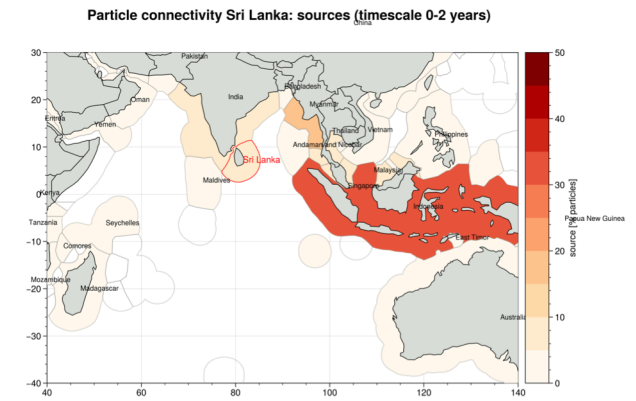 Particle connectivity Sri Lanka: sources (timescale 0-2 years)
China
30
Pakistan
50
Bangladesh
India
Oman
20
Myanmar
40
Eritria
Yemen
Thailand
Vietnam
Philippines
10
Andaman and Nicobar
Sri Lanka
30
Maldives
Malaysia
Singapore
Kenya
0
Indonesia
Papua New Guinea
source [% particles]
Tanzania
Seychelles
20
East Timor
-10
Comores
Mozambique
Madagascar
-20
10
Australia
-30
-40
0
40
60
80
100
120
140